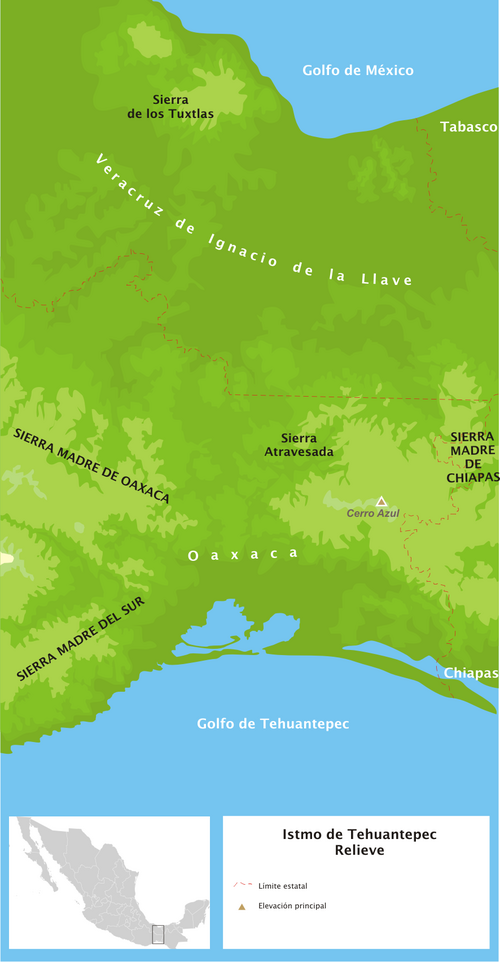 Golfo de México
Sierra
de los Tuxtlas
Tabasco
Veracruz de Ignacio de la Llave
SIERRA MADRE DE OAXACA
Sierra
Atravesada
SIERRA
MADRE
DE
CHIAPAS
Cerro Azul
Oaxaca
SIERRA MADRE DEL SUR
Chiapas
Golfo de Tehuantepec
Istmo de Tehuantepec
Relieve
Límite estatal
Elevación principal